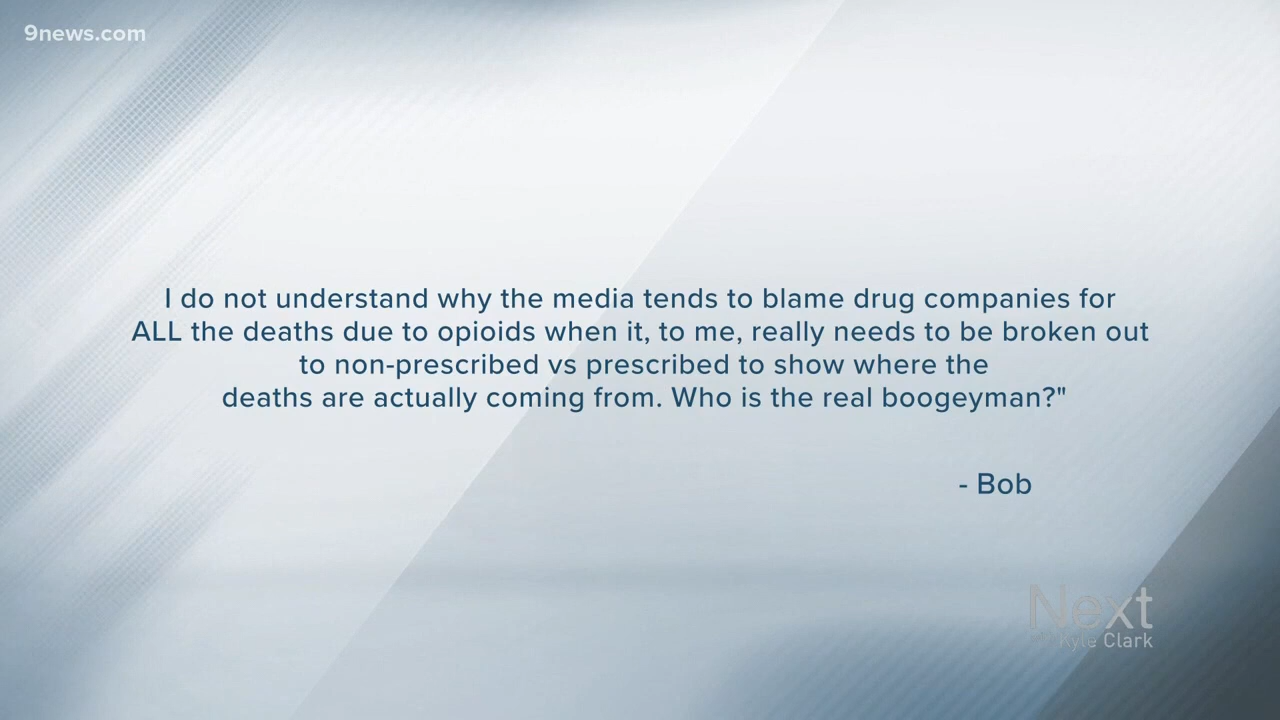 9news.com
I do not understand why the media tends to blame drug companies for
ALL the deaths due to opioids when it, to me, really needs to be broken out
to non-prescribed vs prescribed to show where the
deaths are actually coming from. Who is the real boogeyman?"
- Bob
Next
Kyle Clark